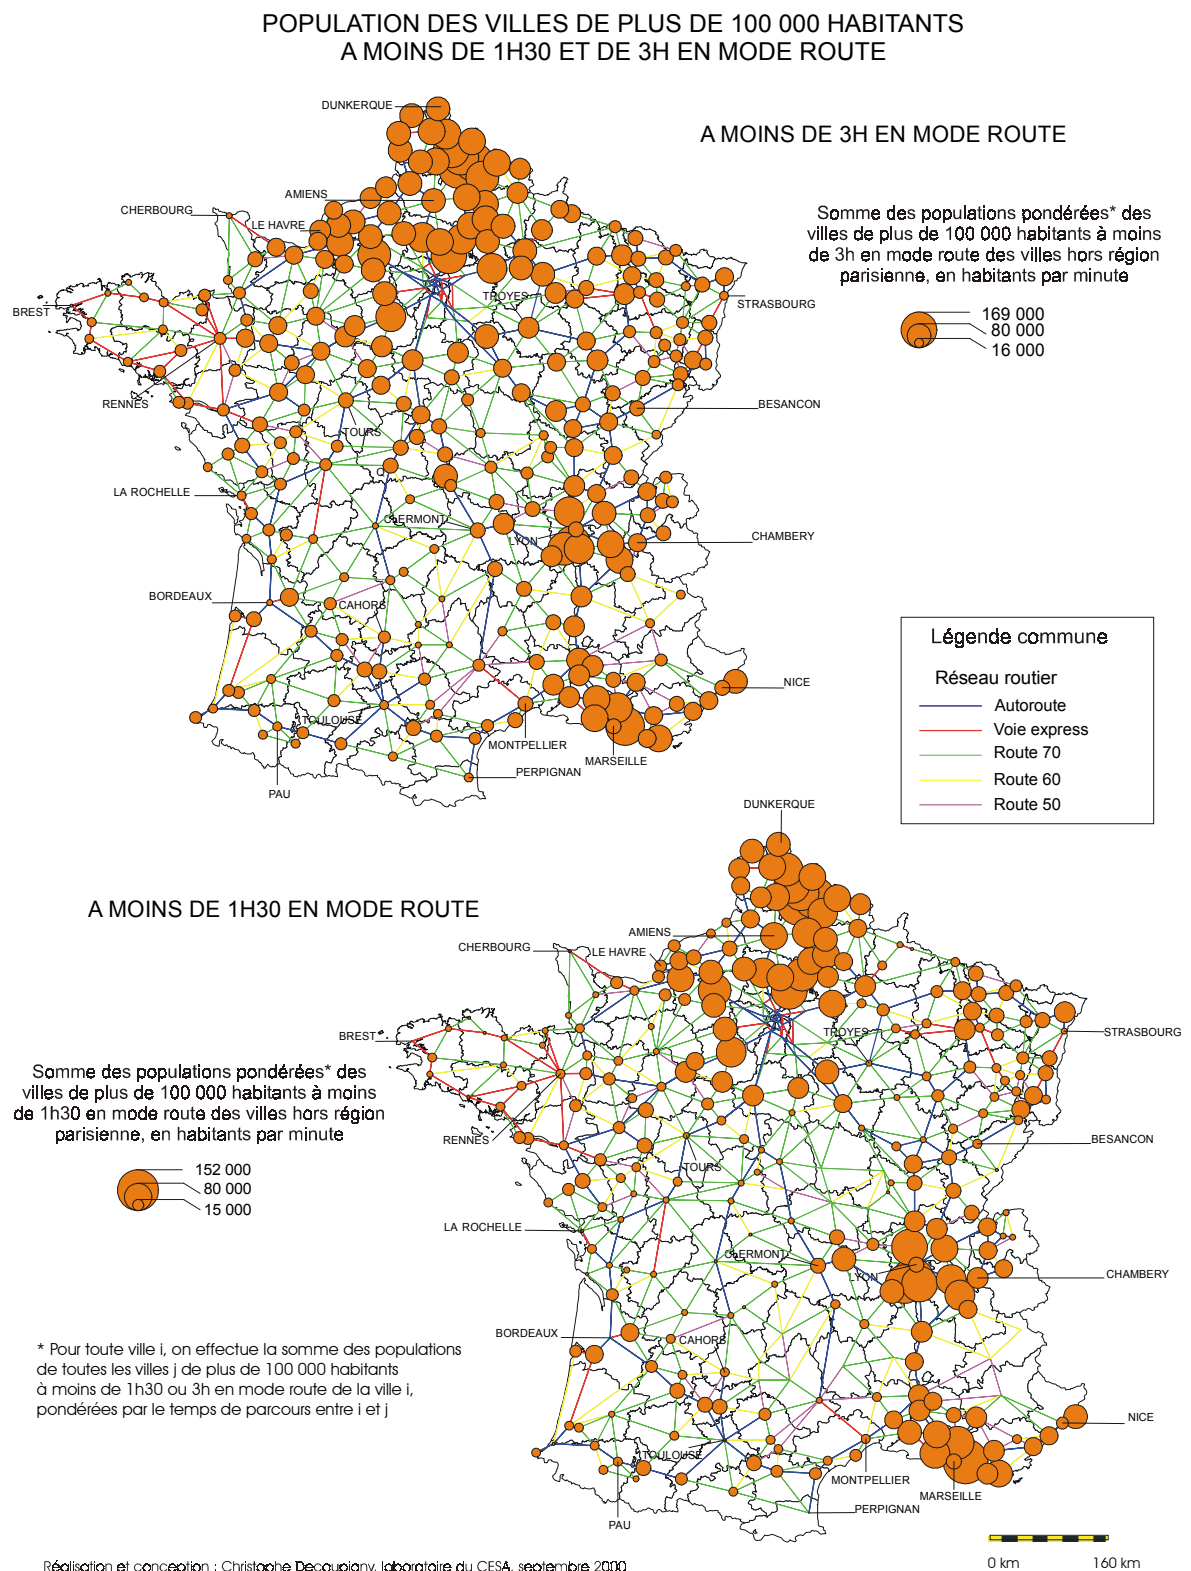 POPULATION DES VILLES DE PLUS DE 100 000 HABITANTS
A MOINS DE 1H30 ET DE 3H EN MODE ROUTE
A MOINS DE 3H EN MODE ROUTE
DUNKERQUE
AMIENS
CHERBOURG
LE HAVRE
BREST
TROYES
STRASBOURG
RENNES
TOURS
BESANCON
LA ROCHELLE
CLERMONT
LYON
CHAMBERY
BORDEAUX
CAHORS
NICE
TOULOUSE
MONTPELLIER
MARSEILLE
PERPIGNAN
PAU
Somme des populations pondérées* des
villes de plus de 100 000 habitants à moins
de 3h en mode route des villes hors région
parisienne, en habitants par minute
169 000
80 000
16 000
Légende commune
Réseau routier
Autoroute
Voie express
Route 70
Route 60
Route 50
A MOINS DE 1H30 EN MODE ROUTE
DUNKERQUE
AMIENS
CHERBOURG
LE HAVRE
BREST
TROYES
STRASBOURG
RENNES
TOURS
BESANCON
LA ROCHELLE
CLERMONT
LYON
CHAMBERY
BORDEAUX
CAHORS
NICE
TOULOUSE
MONTPELLIER
MARSEILLE
PERPIGNAN
PAU
Somme des populations pondérées* des
villes de plus de 100 000 habitants à moins
de 1h30 en mode route des villes hors région
parisienne, en habitants par minute
152 000
80 000
15 000
* Pour toute ville i, on effectue la somme des populations
de toutes les villes j de plus de 100 000 habitants
à moins de 1h30 ou 3h en mode route de la ville i,
pondérées par le temps de parcours entre i et j
0 km
160 km
Réalisation et conception : Christophe Decoupigny, laboratoire du CESA, septembre 2000